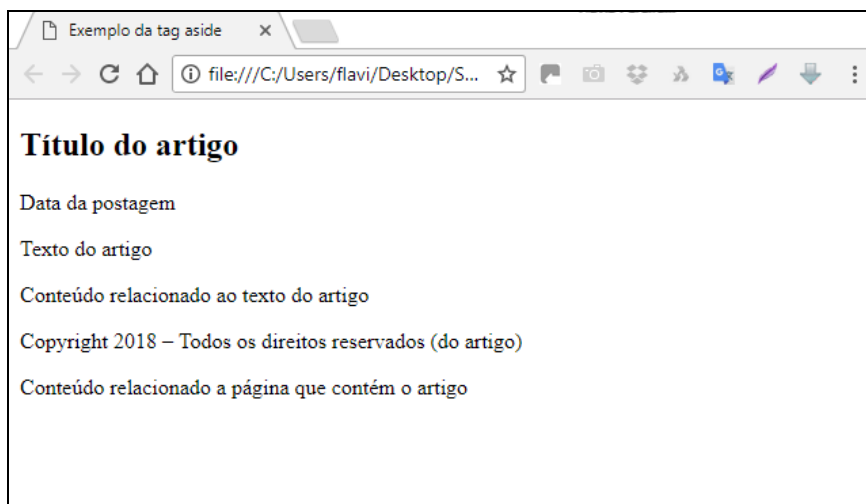 Exemplo da tag aside
file:///C:/Users/flavi/Desktop/S...
Título do artigo
Data da postagem
Texto do artigo
Conteúdo relacionado ao texto do artigo
Copyright 2018 – Todos os direitos reservados (do artigo)
Conteúdo relacionado a página que contém o artigo